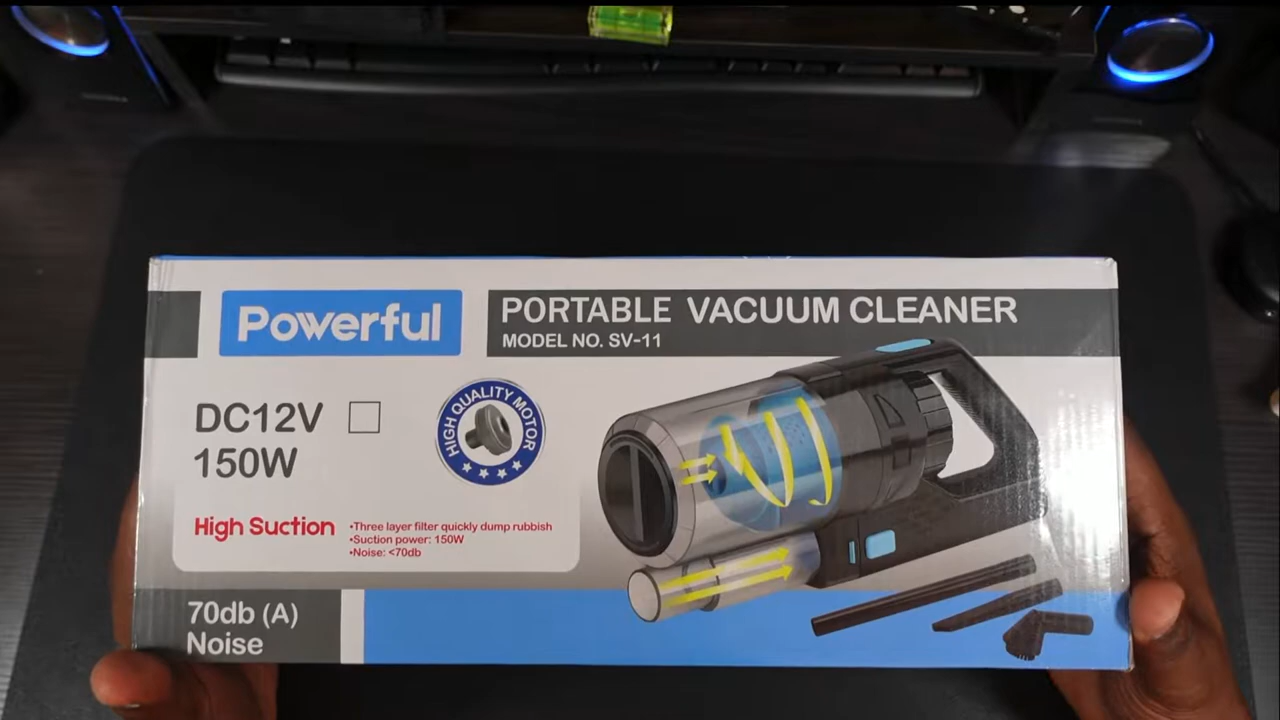 Powerful
PORTABLE VACUUM CLEANER
MODEL NO. SV-11
DC12V
150W
HIGH QUALITY MOTOR
High Suction
•Three layer filter quickly dump rubbish
•Suction power: 150W
•Noise: <70db
70db (A)
Noise